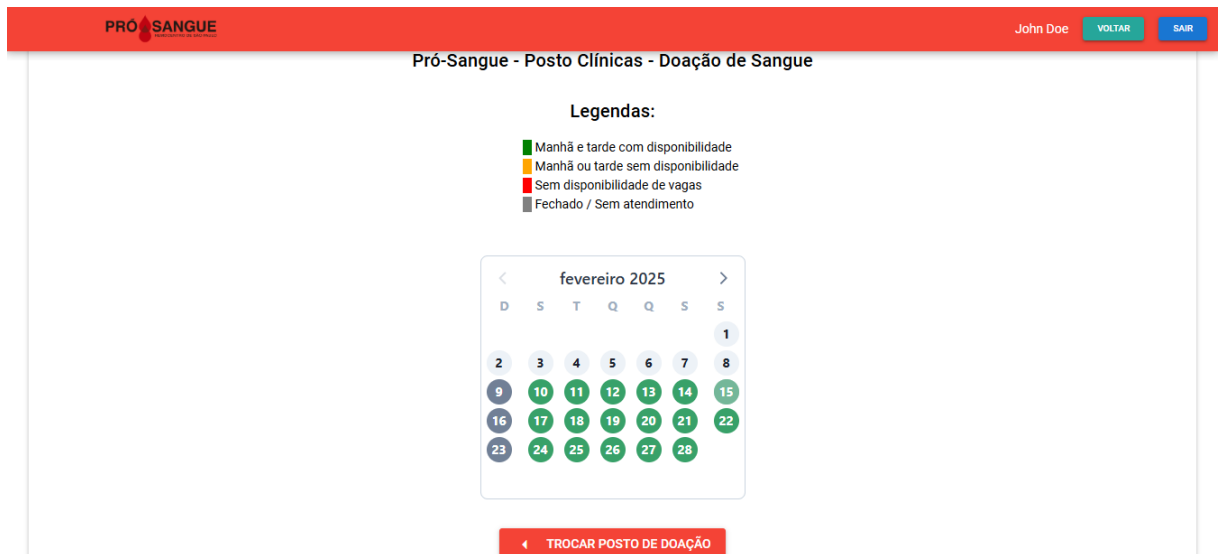 PRÓ SANGUE
John Doe
VOLTAR
SAIR
Pró-Sangue - Posto Clínicas - Doação de Sangue
Legendas:
Manhã e tarde com disponibilidade
Manhã ou tarde sem disponibilidade
Sem disponibilidade de vagas
Fechado / Sem atendimento
fevereiro 2025
D S T Q Q S S
1
2 3 4 5 6 7 8
9 10 11 12 13 14 15
16 17 18 19 20 21 22
23 24 25 26 27 28
TROCAR POSTO DE DOAÇÃO